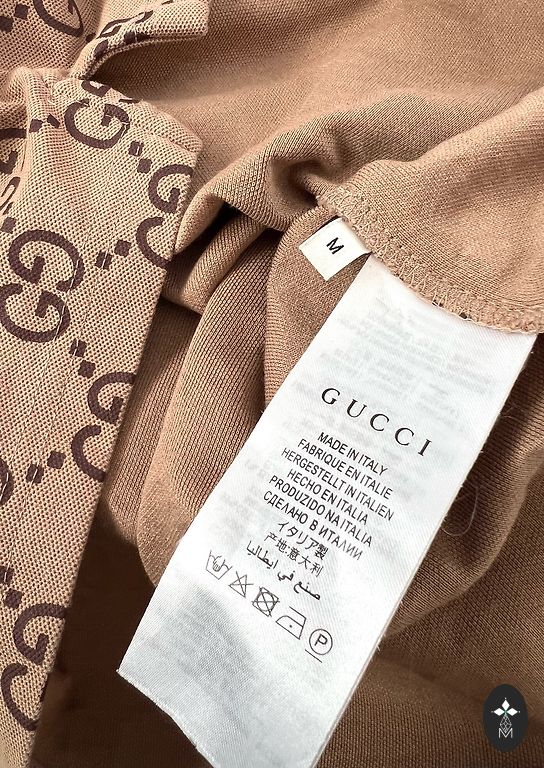 M
GUCCI
MADE IN ITALY
FABRIQUE EN ITALIE
HERGESTELLT IN ITALIEN
HECHO EN ITALIA
PRODUZIDO NA ITALIA
СДЕЛАНО В ИТАЛИИ
イタリア製
产地:意大利
صنع في ايطاليا
P
M